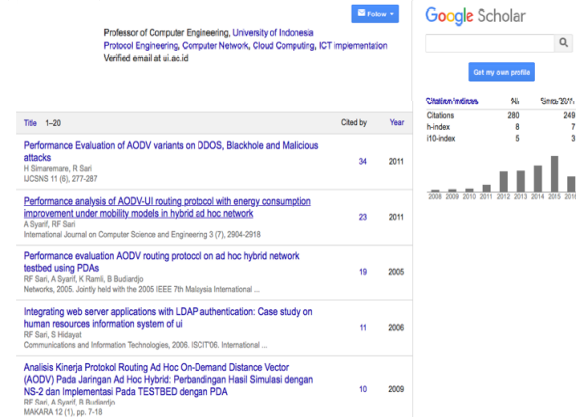 Follow
Professor of Computer Engineering, University of Indonesia
Protocol Engineering, Computer Network, Cloud Computing, ICT implementation
Verified email at ui.ac.id
Google Scholar
Get my own profile
Citation indices All
Citations 280 249
h-index 8 7
i10-index 5 3
2008 2009 2010 2011 2012 2013 2014 2015 2016
Title 1–20 Cited by Year
Performance Evaluation of AODV variants on DDOS, Blackhole and Malicious
attacks
34 2011
H Simaremare, R Sari
IJCSNS 11 (6), 277-287
Performance analysis of AODV-UI routing protocol with energy consumption
improvement under mobility models in hybrid ad hoc network
23 2011
A Syarif, RF Sari
International Journal on Computer Science and Engineering 3 (7), 2904-2918
Performance evaluation AODV routing protocol on ad hoc hybrid network
testbed using PDAs
19 2005
RF Sari, A Syarif, K Ramli, B Budiardjo
Networks, 2005. Jointly held with the 2005 IEEE 7th Malaysia International ...
Integrating web server applications with LDAP authentication: Case study on
human resources information system of ui
11 2006
RF Sari, S Hidayat
Communications and Information Technologies, 2006. ISCIT'06. International ...
Analisis Kinerja Protokol Routing Ad Hoc On-Demand Distance Vector
(AODV) Pada Jaringan Ad Hoc Hybrid: Perbandingan Hasil Simulasi dengan
NS-2 dan Implementasi Pada TESTBED dengan PDA
10 2009
RF Sari, A Syarif, B Budiardjo
MAKARA 12 (1), pp. 7-18